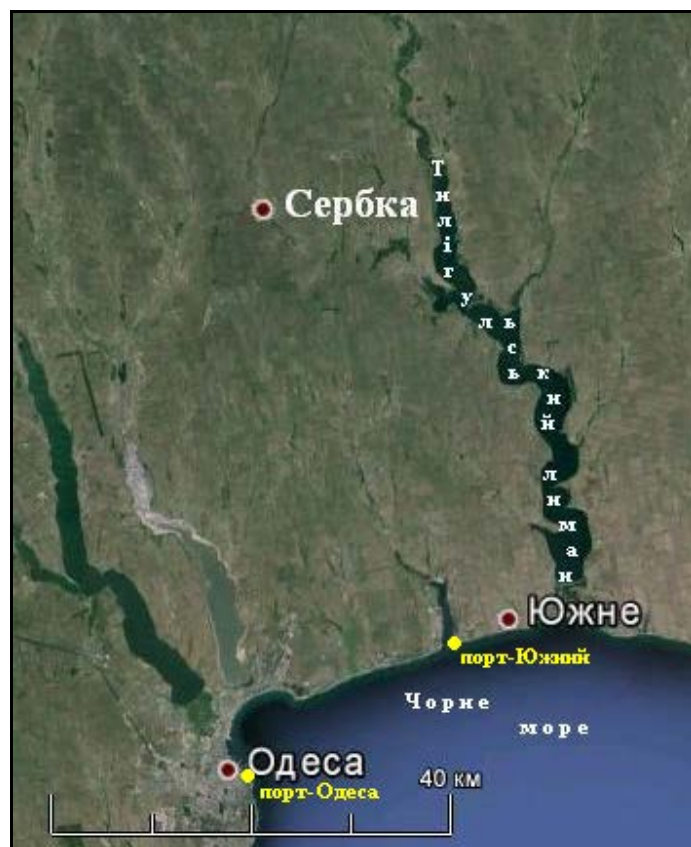 Тилігульський лиман
Сербка
Южне
порт-Южний
Чорне
море
Одеса
порт-Одеса
40 км